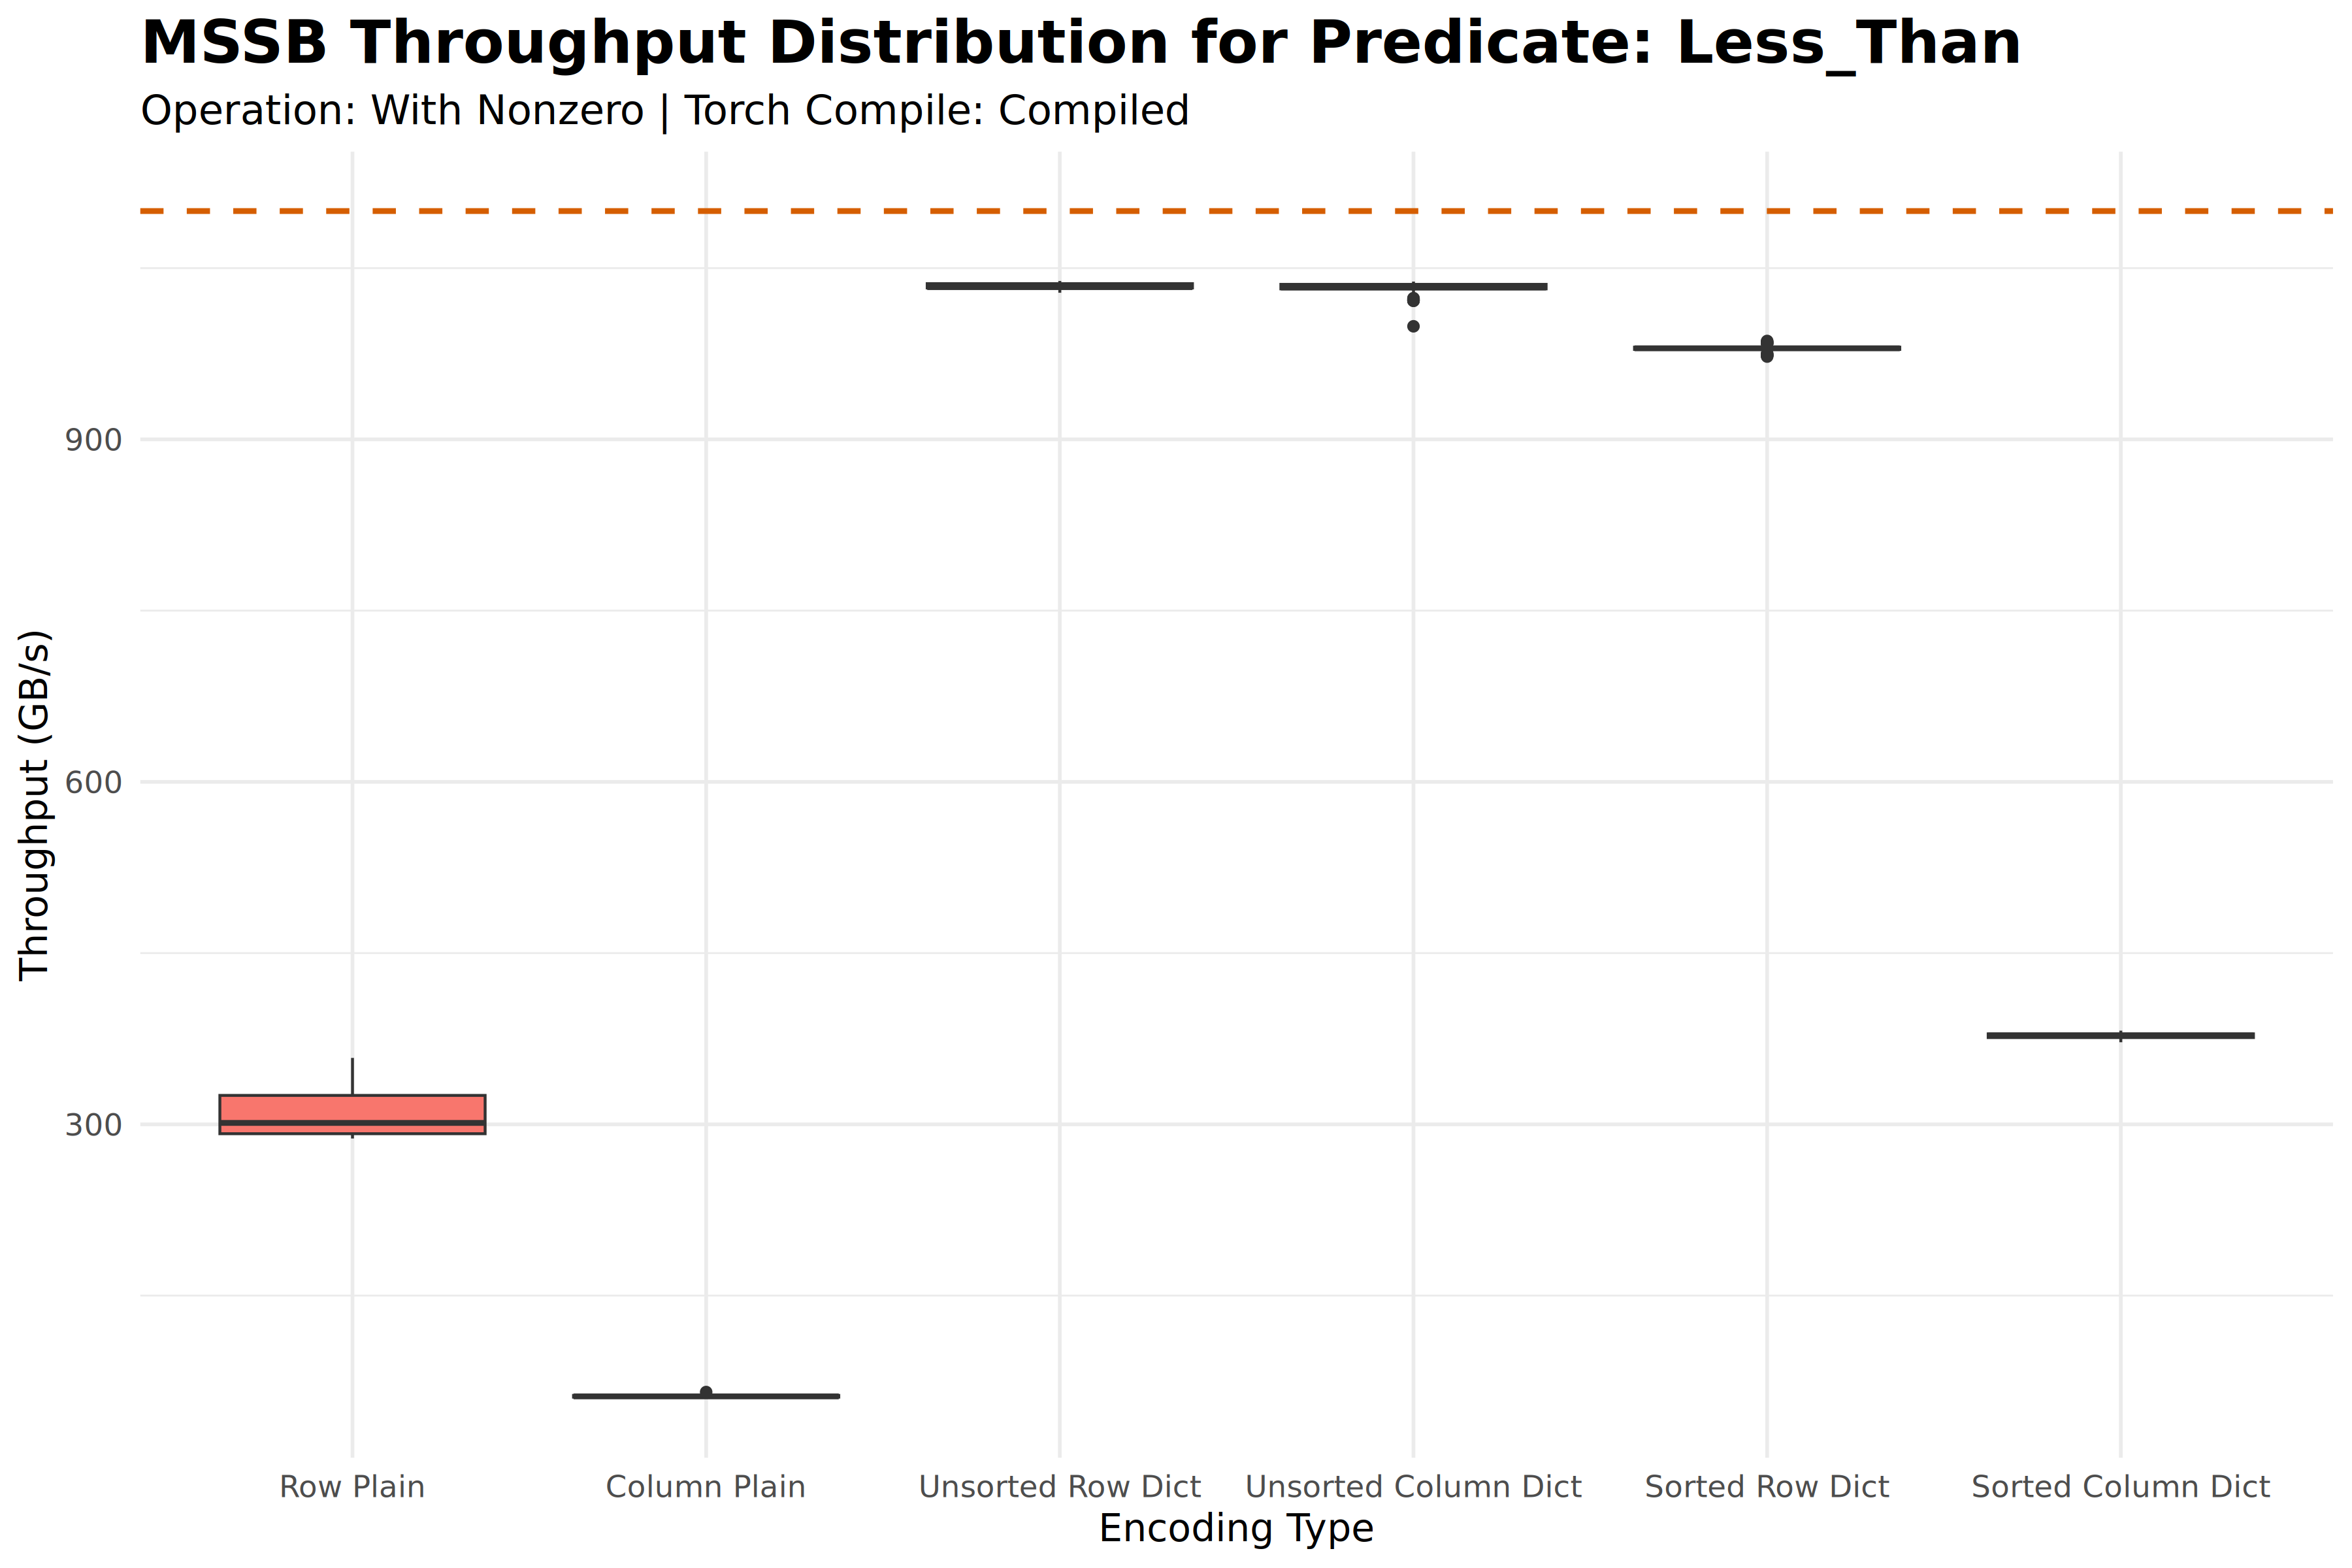 MSSB Throughput Distribution for Predicate: Less_Than
Operation: With Nonzero | Torch Compile: Compiled
Throughput (GB/s)
900
600
300
Row Plain
Column Plain
Unsorted Row Dict
Unsorted Column Dict
Sorted Row Dict
Sorted Column Dict
Encoding Type